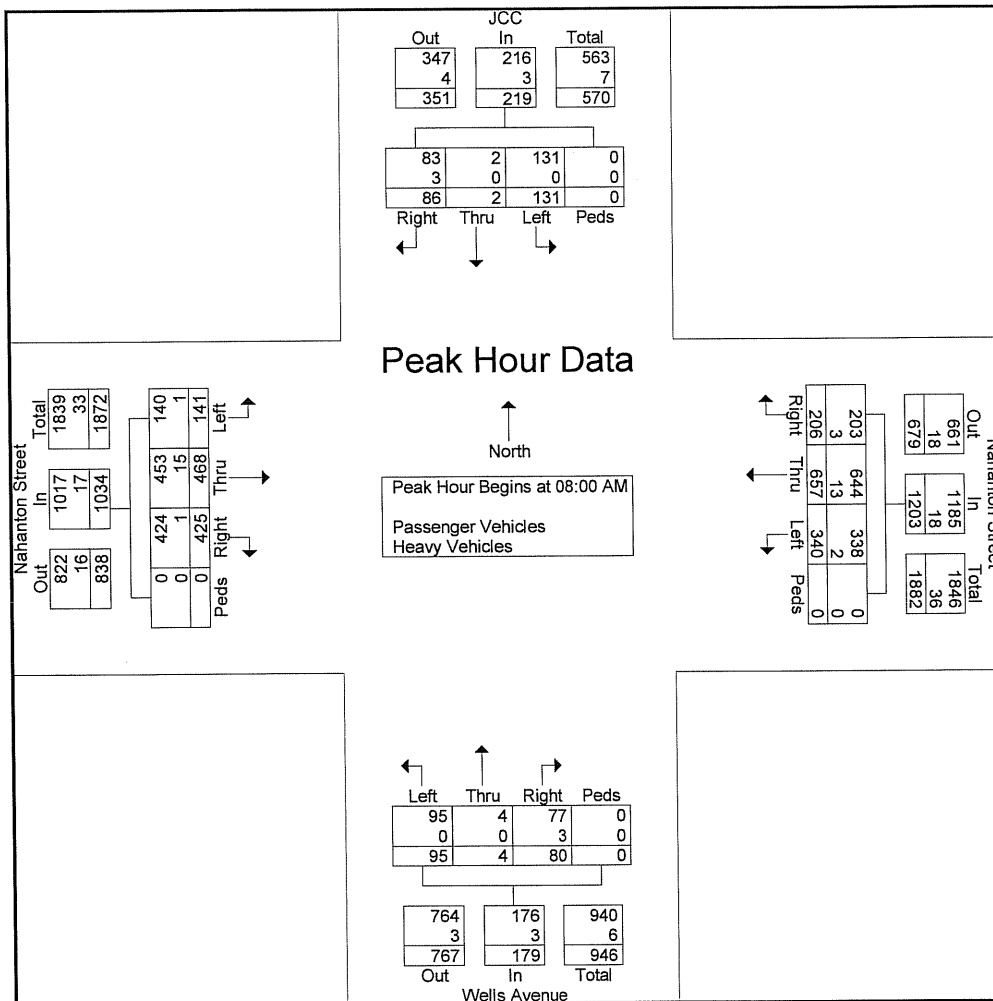 JCC
Out In Total
347 216 563
4 3 7
351 219 570
83 2 131 0
3 0 0 0
86 2 131 0
Right Thru Left Peds
Peak Hour Data
North
Peak Hour Begins at 08:00 AM
Passenger Vehicles
Heavy Vehicles
Nahanton Street
Total In Out
1839 1017 822
33 17 16
1872 1034 838
140 453 424 0
1 15 1 0
141 468 425 0
Left Thru Right Peds
Right Thru Left Peds
206 657 340 0
3 13 2 0
203 644 338 0
679 1203 1882
18 18 36
661 1185 1846
Out In Total
Nahanton Street
Left Thru Right Peds
95 4 77 0
0 0 3 0
95 4 80 0
764 176 940
3 3 6
767 179 946
Out In Total
Wells Avenue